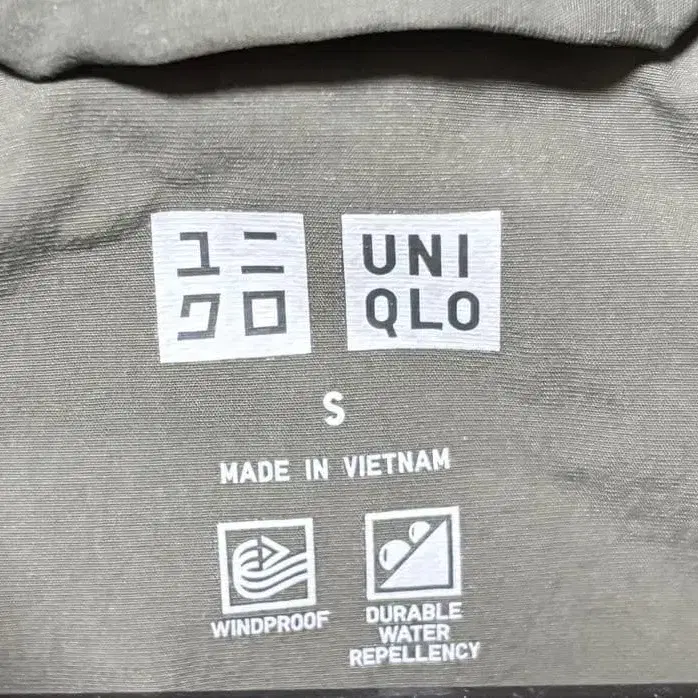 ユニ
クロ
UNI
QLO
S
MADE IN VIETNAM
WINDPROOF
DURABLE
WATER
REPELLENCY